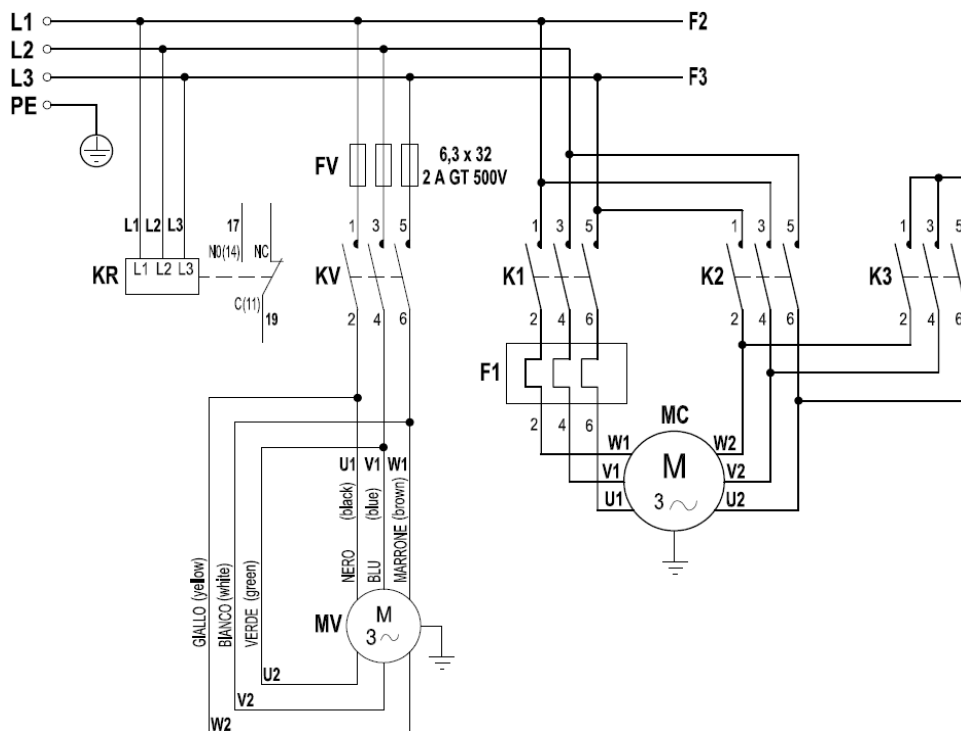 L1 F2
L2
L3 F3
PE
FV 6,3 x 32
2 A GT 500V
L1 L2 L3 17 1 3 5 1 3 5 1 3 5 1 3 5
N0(14) NC
KR L1 L2 L3 KV K1 K2 K3
C(11)
19 2 4 6 2 4 6 2 4 6 2 4
F1
2 4 6 MC
W1 W2
V1 M V2
U1 3 U2
U1 V1 W1
(black) (blue) (brown)
NERO BLU MARRONE
GIALLO (yellow)
BIANCO (white)
VERDE (green)
MV M
3
U2
V2
W2